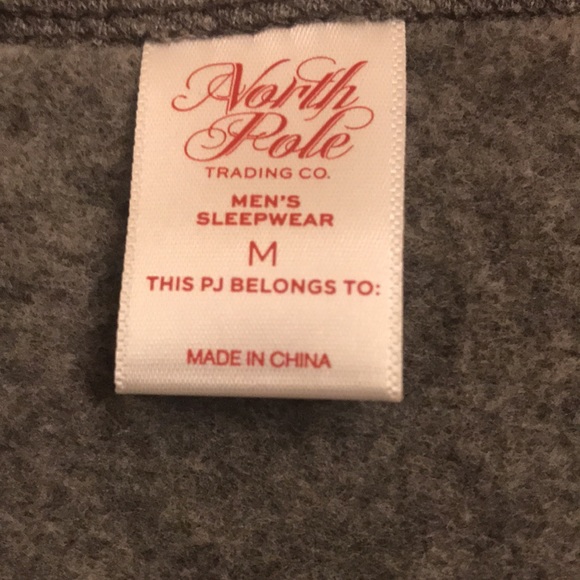 North
Pole
TRADING CO.
MEN'S
SLEEPWEAR
M
THIS PJ BELONGS TO:
MADE IN CHINA